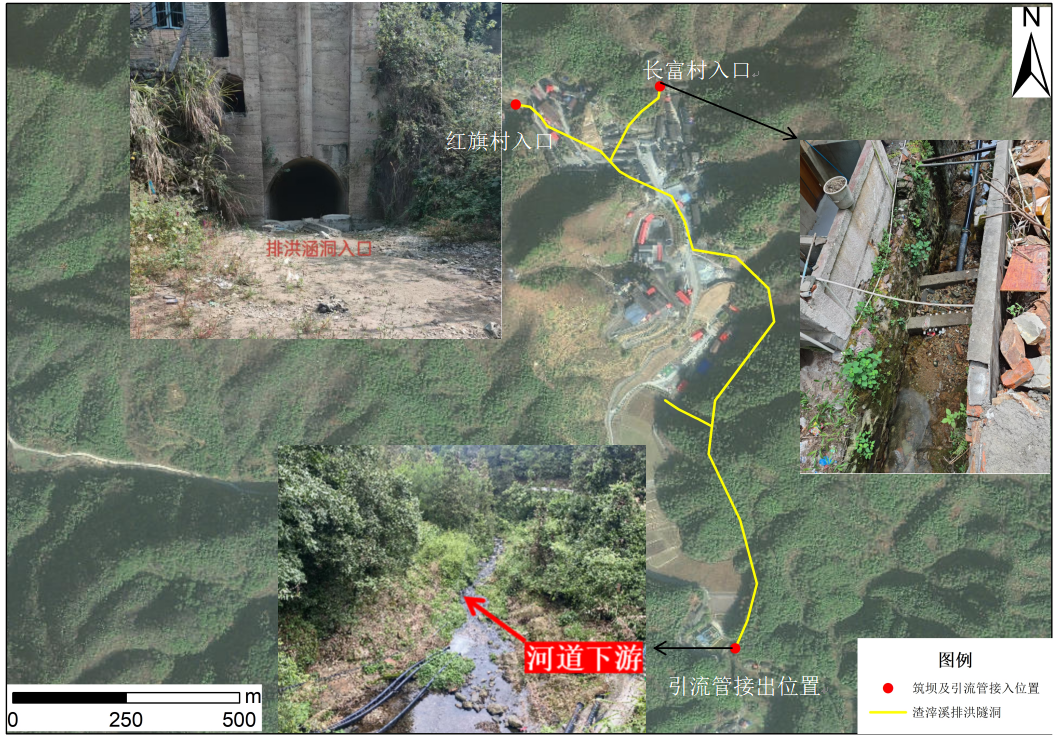 N
长富村入口
红旗村入口
排洪涵洞入口
河道下游
引流管接出位置
图例
筑坝及引流管接入位置
渣滓溪排洪隧洞
m
0 250 500